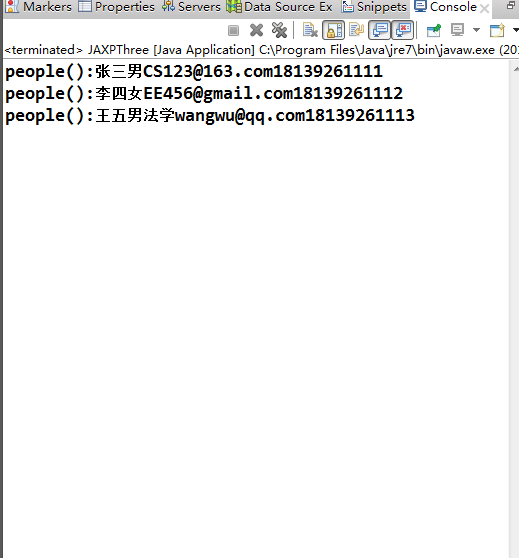 Markers Properties Servers Data Source Ex Snippets Console
<terminated> JAXPThree [Java Application] C:\Program Files\Java\jre7\bin\javaw.exe (201
people():张三男CS123@163.com18139261111
people():李四女EE456@gmail.com18139261112
people():王五男法学wangwu@qq.com18139261113